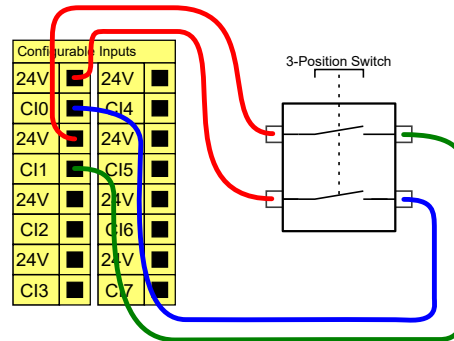 Configurable Inputs
3-Position Switch
24V 24V
CI0 CI4
24V 24V
CI1 CI5
24V 24V
CI2 CI6
24V 24V
CI3 CI7